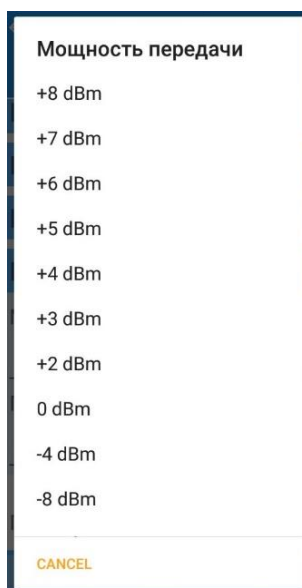 Мощность передачи
+8 dBm
+7 dBm
+6 dBm
+5 dBm
+4 dBm
+3 dBm
+2 dBm
0 dBm
-4 dBm
-8 dBm
CANCEL